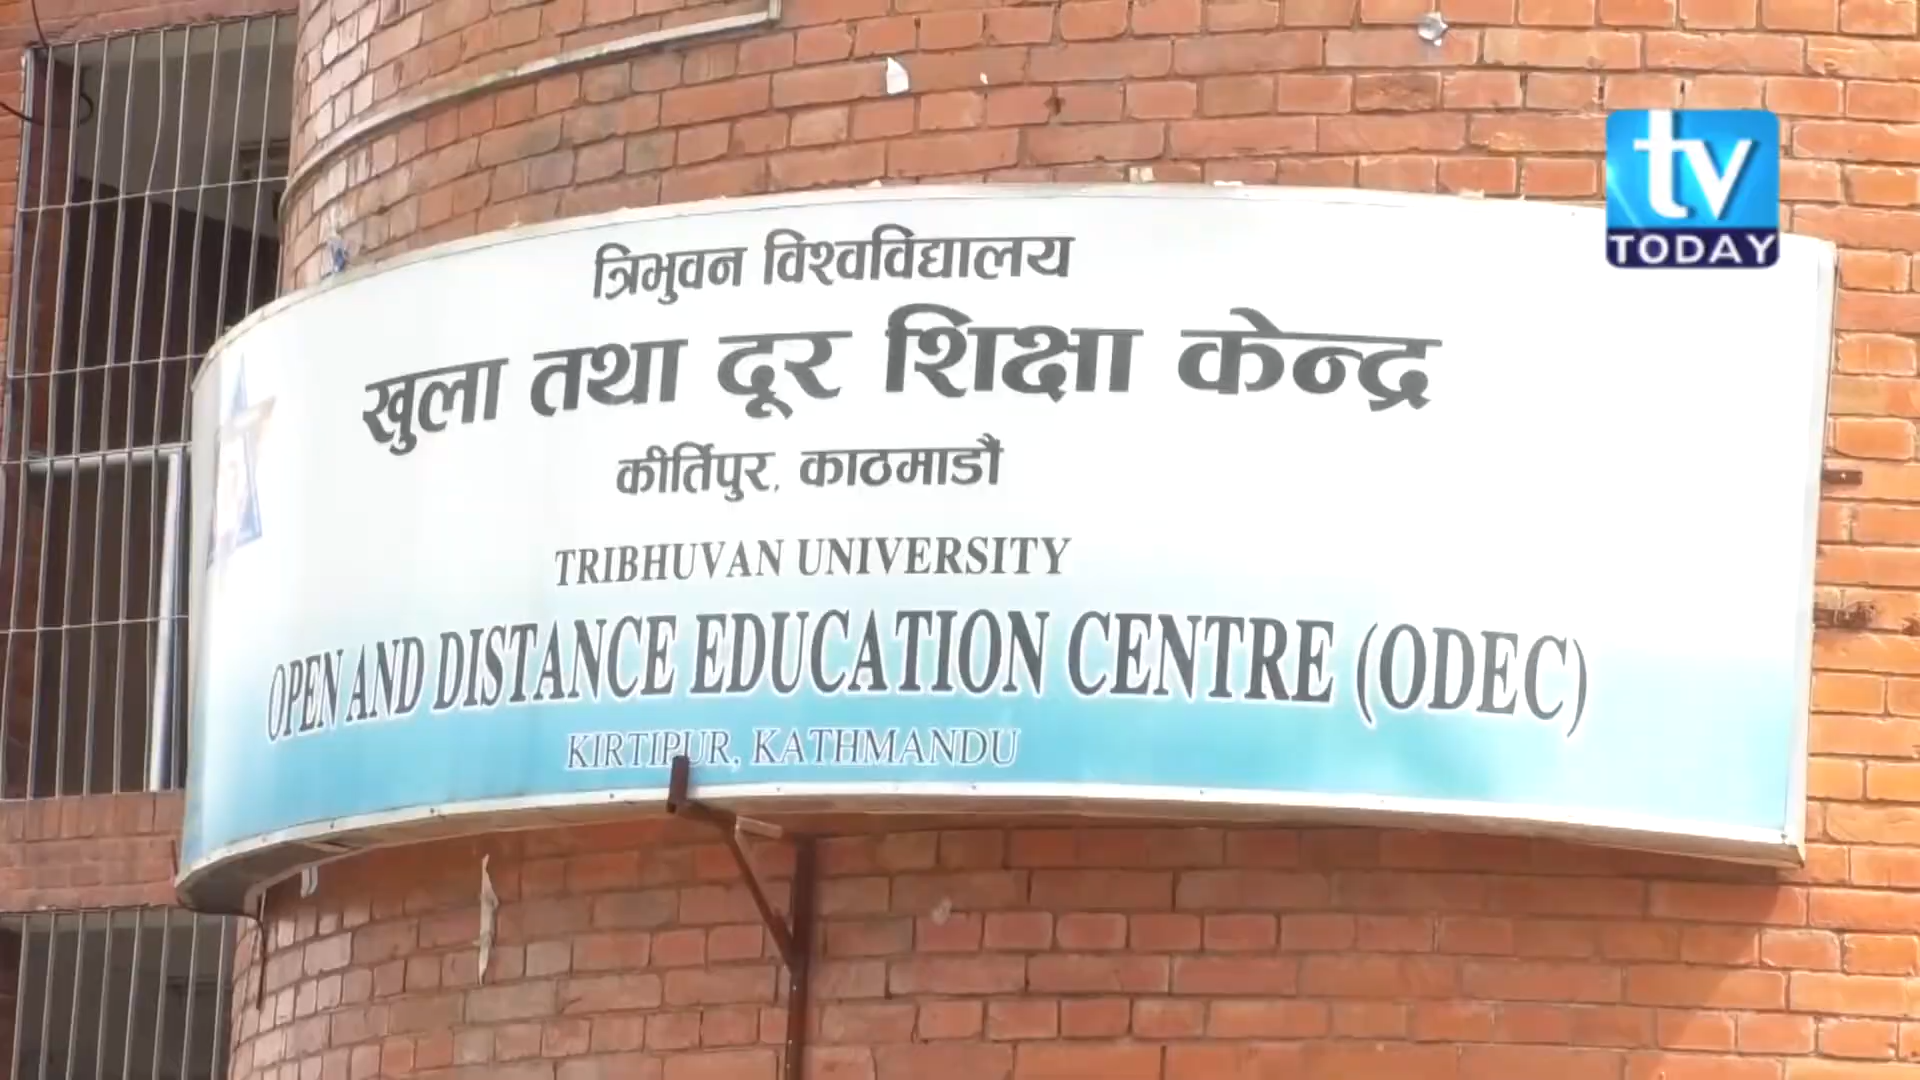 त्रिभुवन विश्वविद्यालय
खुला तथा दूर शिक्षा केन्द्र
कीर्तिपुर, काठमाडौं
TRIBHUVAN UNIVERSITY
OPEN AND DISTANCE EDUCATION CENTRE (ODEC)
KIRTIPUR, KATHMANDU
tv
TODAY